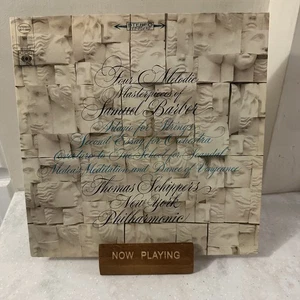 STEREO
Four Melodic
Masterpieces of
Samuel Barber
Adagio for Strings
Second Essay for Orchestra
Overture to The School for Scandal
Medea's Meditation and Dance of Vengeance
Thomas Schippers
New York
Philharmonic
NOW PLAYING